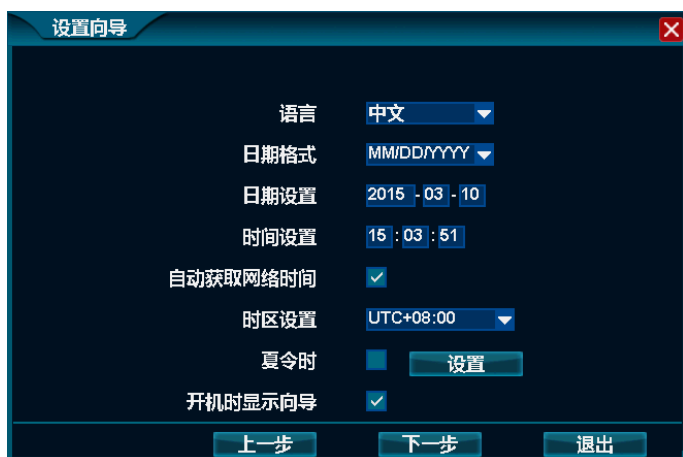 设置向导
语言 中文
日期格式 MM/DD/YYYY
日期设置 2015 - 03 - 10
时间设置 15 : 03 : 51
自动获取网络时间
时区设置 UTC+08:00
夏令时 设置
开机时显示向导
上一步 下一步 退出